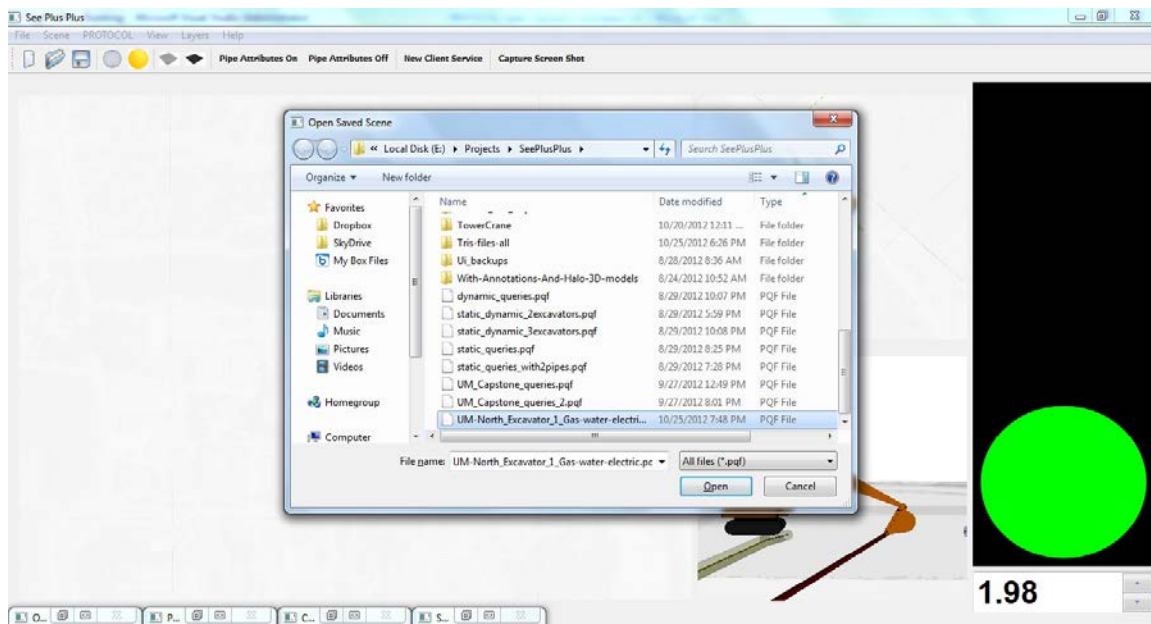 See Plus Plus
File Scene PROTOCOL View Layers Help
Pipe Attributes On Pipe Attributes Off New Client Service Capture Screen Shot
Open Saved Scene
« Local Disk (E:) Projects SeePlusPlus Search SeePlusPlus
Organize New folder
Name Date modified Type
Favorites
Dropbox
SkyDrive
My Box Files
Libraries
Documents
Music
Pictures
Videos
Homegroup
Computer
TowerCrane 10/20/2012 12:11 ... File folder
Tris-files-all 10/25/2012 6:26 PM File folder
Ui_backups 8/28/2012 8:36 AM File folder
With-Annotations-And-Halo-3D-models 8/24/2012 10:52 AM File folder
dynamic_queries.pqf 8/29/2012 10:07 PM PQF File
static_dynamic_2excavators.pqf 8/29/2012 5:59 PM PQF File
static_dynamic_3excavators.pqf 8/29/2012 10:08 PM PQF File
static_queries.pqf 8/29/2012 8:25 PM PQF File
static_queries_with2pipes.pqf 8/29/2012 7:28 PM PQF File
UM_Capstone_queries.pqf 9/27/2012 12:49 PM PQF File
UM_Capstone_queries_2.pqf 9/27/2012 8:01 PM PQF File
UM-North_Excavator_1_Gas-water-electri... 10/25/2012 7:48 PM PQF File
File name: UM-North_Excavator_1_Gas-water-electric.pc All files (*.pqf)
Open Cancel
1.98
O... P... C... S...